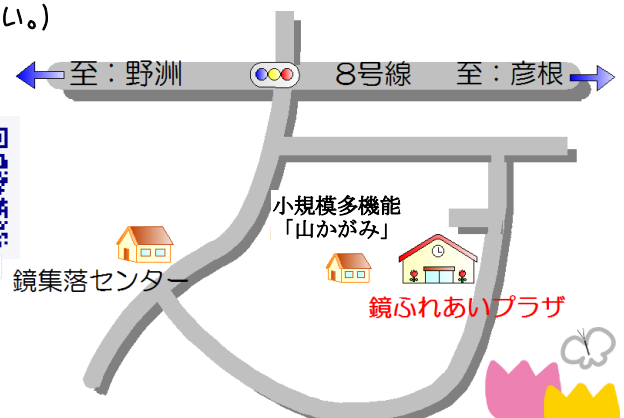 い。)
至：野洲
8号線
至：彦根
小規模多機能
「山かがみ」
鏡集落センター
鏡ふれあいプラザ